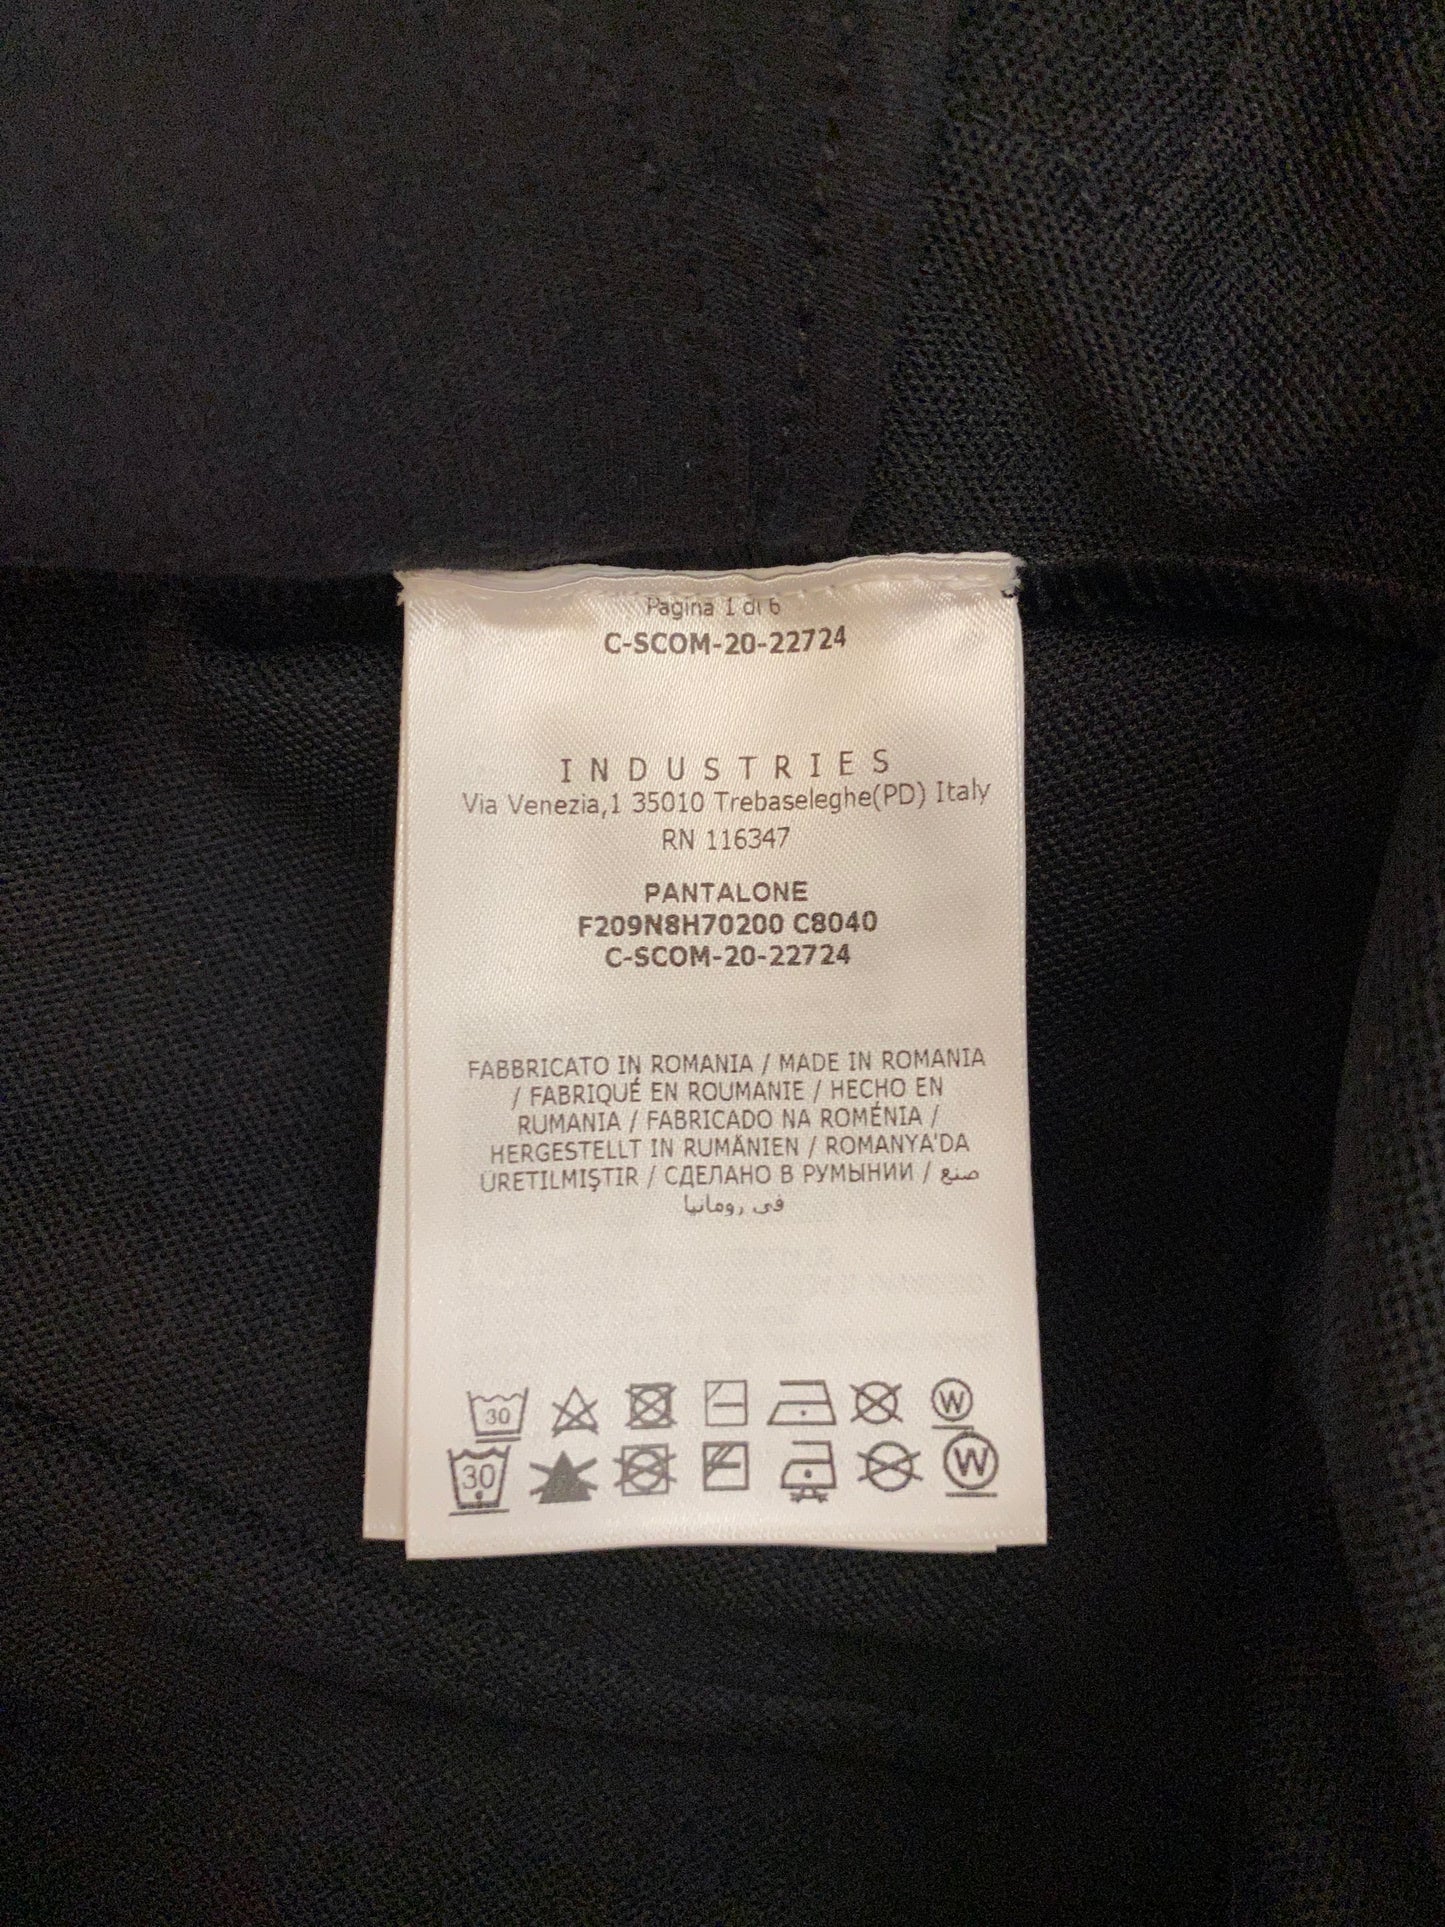 Pagina 1 di 6
C-SCOM-20-22724
INDUSTRIES
Via Venezia,1 35010 Trebaseleghe(PD) Italy
RN 116347
PANTALONE
F209N8H70200 C8040
C-SCOM-20-22724
FABBRICATO IN ROMANIA / MADE IN ROMANIA
/ FABRIQUÉ EN ROUMANIE / HECHO EN
RUMANIA / FABRICADO NA ROMÉNIA /
HERGESTELLT IN RUMÄNIEN / ROMANYA'DA
ÜRETILMIŞTIR / СДЕЛАНО В РУМЫНИИ / صنع
في رومانيا
30 W
30 W